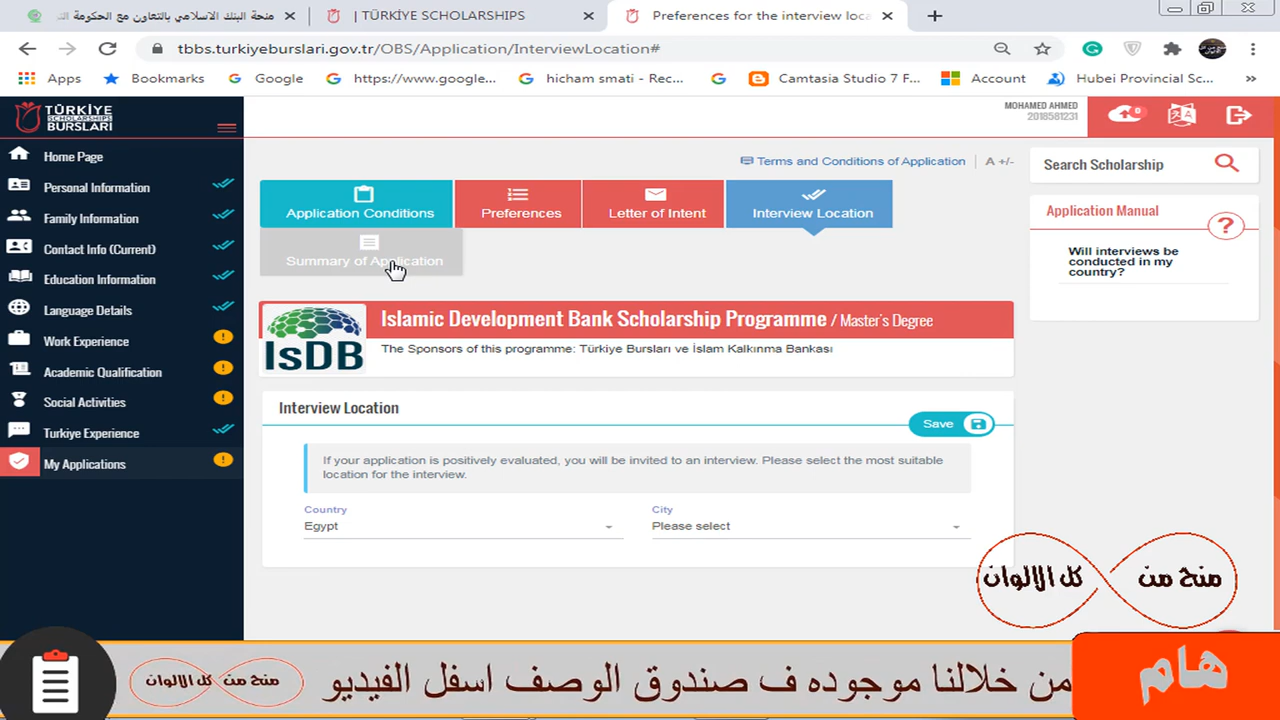 منحة البنك الاسلامي بالتعاون مع الحكومة الت
| TÜRKİYE SCHOLARSHIPS
Preferences for the interview loca
tbbs.turkiyeburslari.gov.tr/OBS/Application/InterviewLocation#
Apps
Bookmarks
Google
https://www.google...
hicham smati - Rec...
Camtasia Studio 7 F...
Account
Hubei Provincial Sc...
»
TÜRKİYE
SCHOLARSHIPS
BURSLARI
MOHAMED AHMED
2018581231
0
Home Page
Personal Information
Family Information
Contact Info (Current)
Education Information
Language Details
Work Experience
Academic Qualification
Social Activities
Turkiye Experience
My Applications
Terms and Conditions of Application
A +/-
Application Conditions
Preferences
Letter of Intent
Interview Location
Summary of Application
IsDB
Islamic Development Bank Scholarship Programme / Master's Degree
The Sponsors of this programme: Türkiye Bursları ve İslam Kalkınma Bankası
Interview Location
Save
If your application is positively evaluated, you will be invited to an interview. Please select the most suitable
location for the interview.
Country
City
Egypt
Please select
Search Scholarship
Application Manual
?
Will interviews be
conducted in my
country?
منح من كل الالوان
هام
من خلالنا موجوده ف صندوق الوصف اسفل الفيديو
منح من كل الالوان